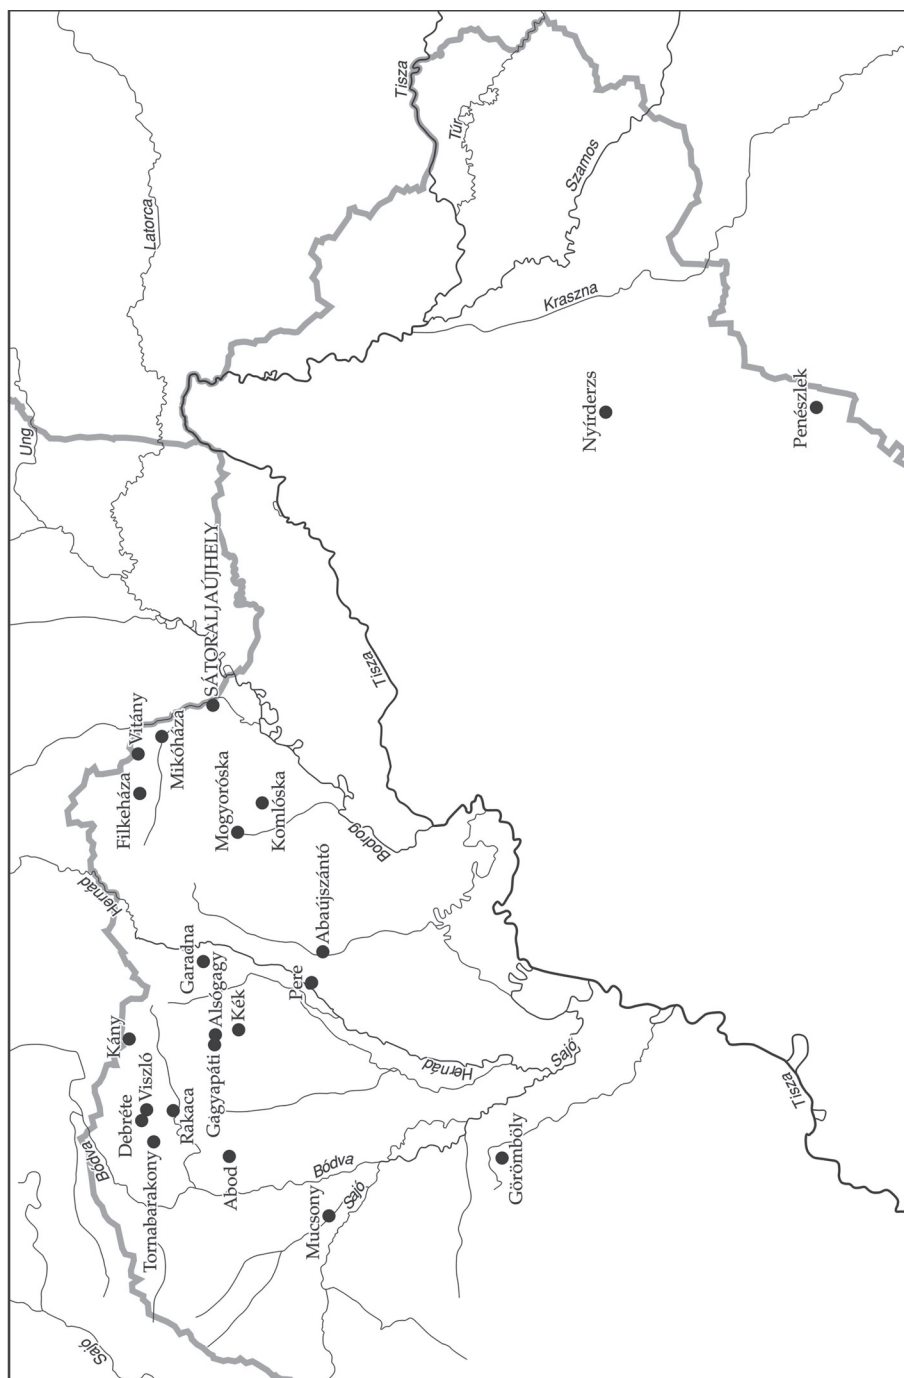 Ung
Sajó
Bódva
Hernád
Kány
Filkeháza
Debréte
Vitány
Viszló
Latorca
Tornabarakony
Mikóháza
Rakaca
Garadna
SÁTORALJAÚJHELY
Gagyapáti
Alsógagy
Mogyoróska
Abod
Kék
Komlóska
Pere
Mucsony
Abaújszántó
Bódva
Sajó
Bodrog
Tisza
Tisza
Túr
Hernád
Görömböly
Sajó
Kraszna
Szamos
Nyírderzs
Tisza
Penészlek